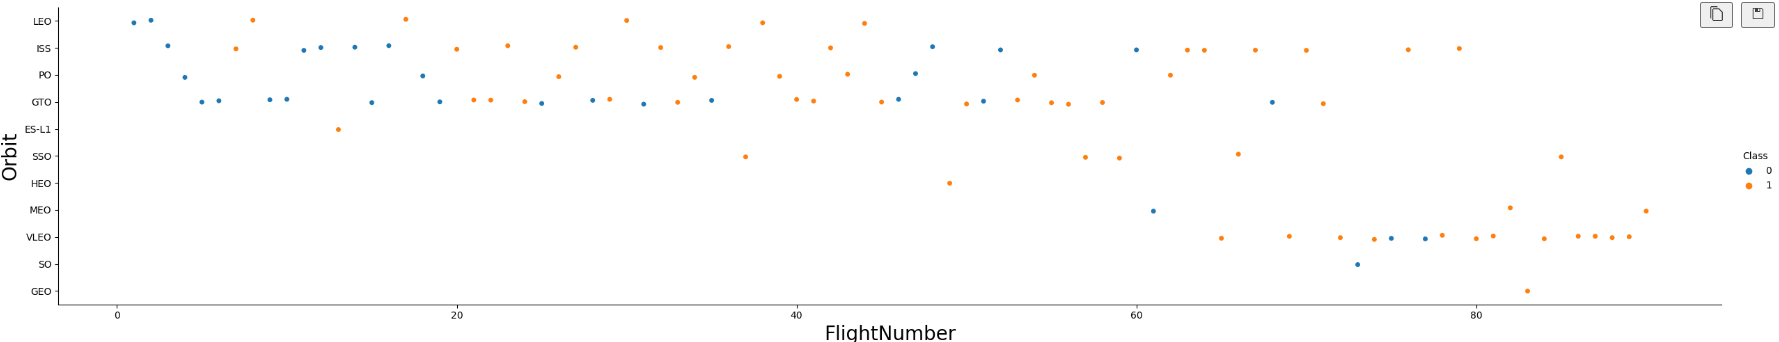 LEO
ISS
PO
GTO
ES-L1
SSO
HEO
MEO
VLEO
SO
GEO
Orbit
0 20 40 60 80
FlightNumber
Class
0
1